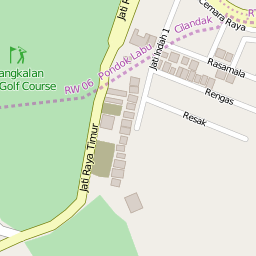 Jati R
Cemara Raya
RT
Cilandak
Pondok Labu
RW 06
Jati Indah 1
Rasamala
angkalan
Golf Course
Rengas
Resak
Jati Raya Timur